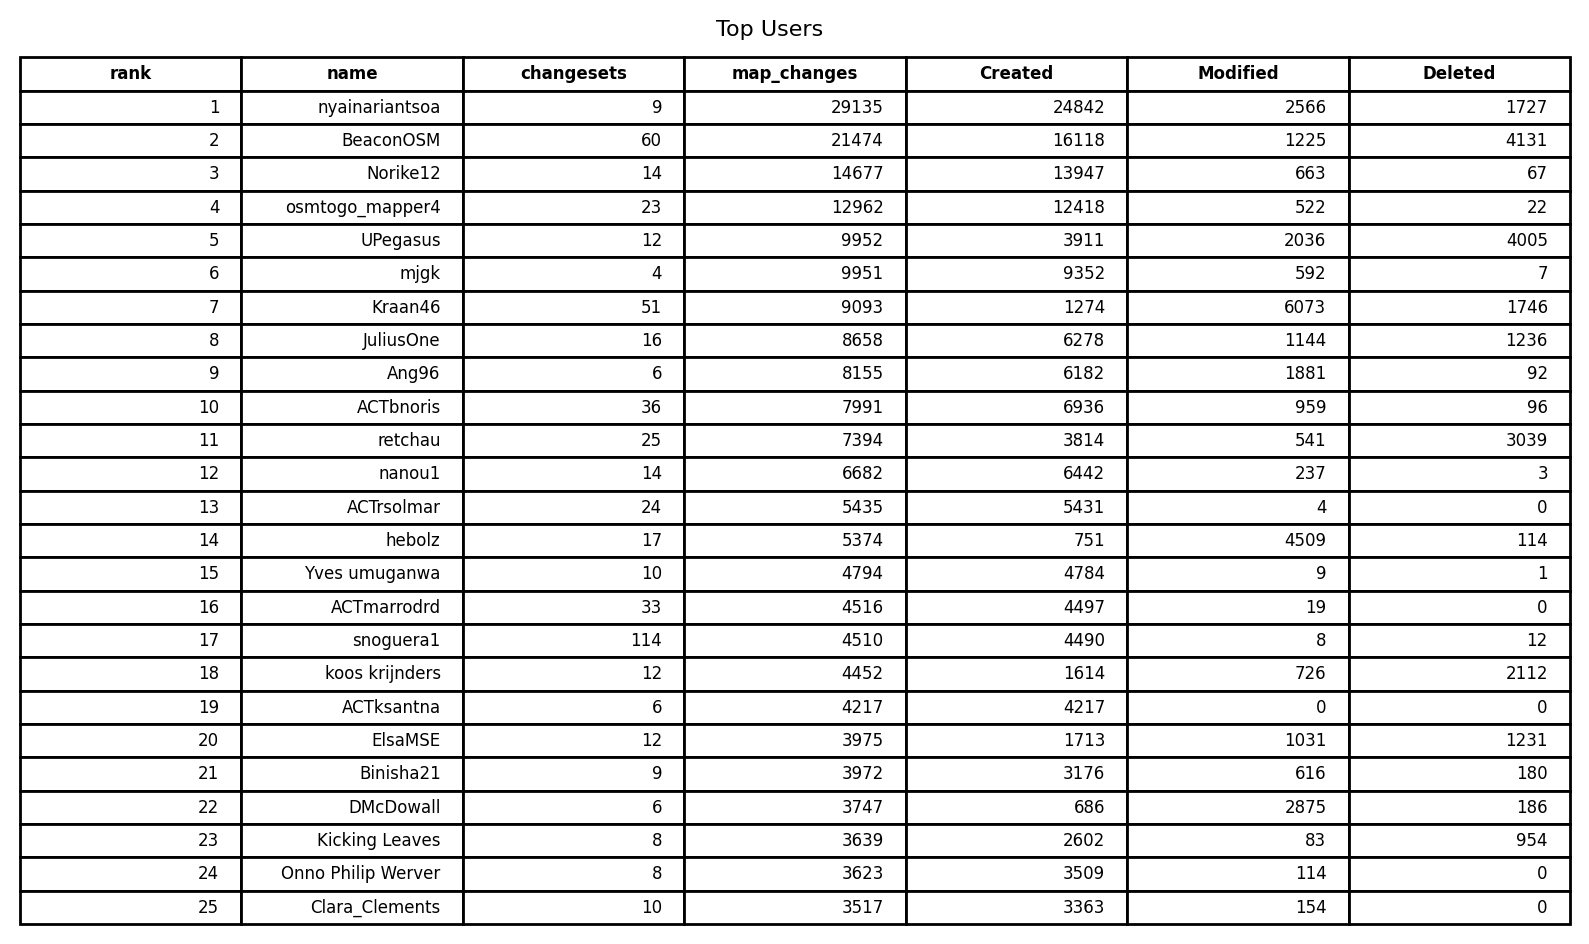 Top Users
rank name changesets map_changes Created Modified Deleted
1 nyainariantsoa 9 29135 24842 2566 1727
2 BeaconOSM 60 21474 16118 1225 4131
3 Norike12 14 14677 13947 663 67
4 osmtogo_mapper4 23 12962 12418 522 22
5 UPegasus 12 9952 3911 2036 4005
6 mjgk 4 9951 9352 592 7
7 Kraan46 51 9093 1274 6073 1746
8 JuliusOne 16 8658 6278 1144 1236
9 Ang96 6 8155 6182 1881 92
10 ACTbnoris 36 7991 6936 959 96
11 retchau 25 7394 3814 541 3039
12 nanou1 14 6682 6442 237 3
13 ACTrsolmar 24 5435 5431 4 0
14 hebolz 17 5374 751 4509 114
15 Yves umuganwa 10 4794 4784 9 1
16 ACTmarrodrd 33 4516 4497 19 0
17 snoguera1 114 4510 4490 8 12
18 koos krijnders 12 4452 1614 726 2112
19 ACTksantna 6 4217 4217 0 0
20 ElsaMSE 12 3975 1713 1031 1231
21 Binisha21 9 3972 3176 616 180
22 DMcDowall 6 3747 686 2875 186
23 Kicking Leaves 8 3639 2602 83 954
24 Onno Philip Werver 8 3623 3509 114 0
25 Clara_Clements 10 3517 3363 154 0